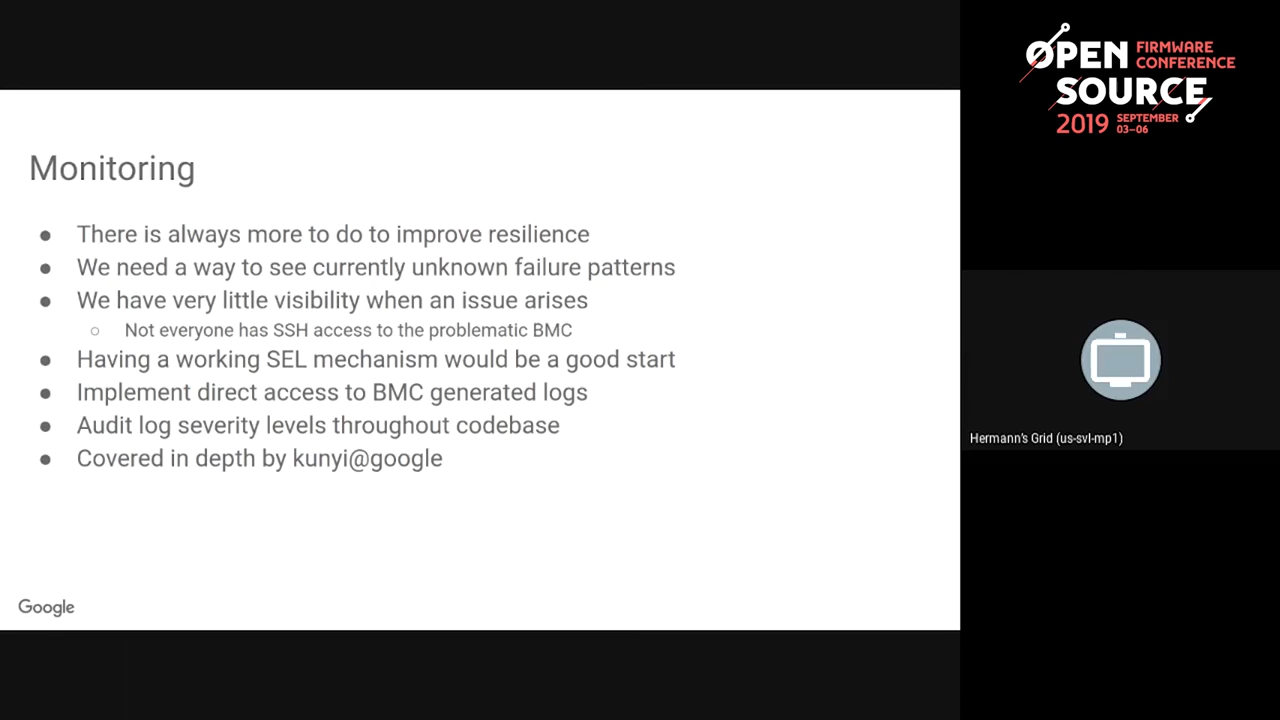 Monitoring
● There is always more to do to improve resilience
● We need a way to see currently unknown failure patterns
● We have very little visibility when an issue arises
○ Not everyone has SSH access to the problematic BMC
● Having a working SEL mechanism would be a good start
● Implement direct access to BMC generated logs
● Audit log severity levels throughout codebase
● Covered in depth by kunyi@google
Google
OPEN FIRMWARE
CONFERENCE
SOURCE
2019 SEPTEMBER
03–06
Hermann's Grid (us-svl-mp1)